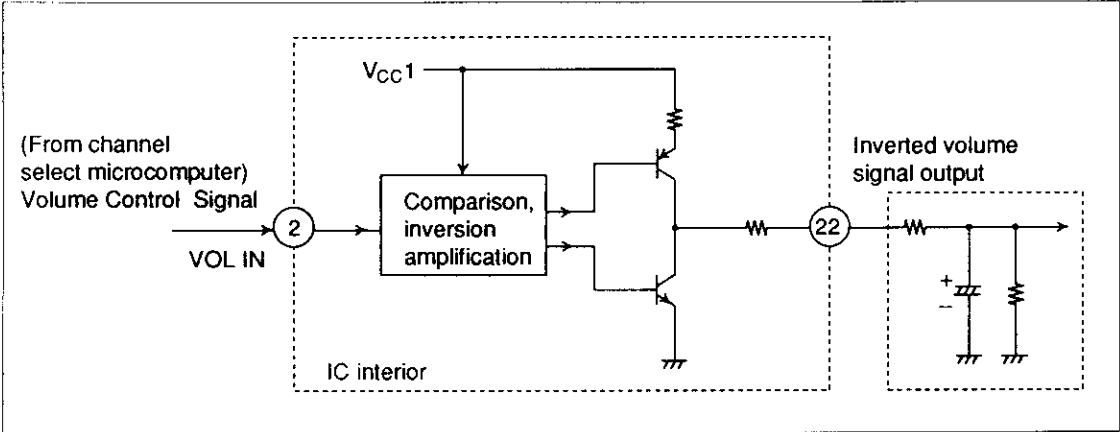 V_CC1
(From channel
select microcomputer)
Volume Control Signal
2
VOL IN
Comparison,
inversion
amplification
22
Inverted volume
signal output
+
−
IC interior